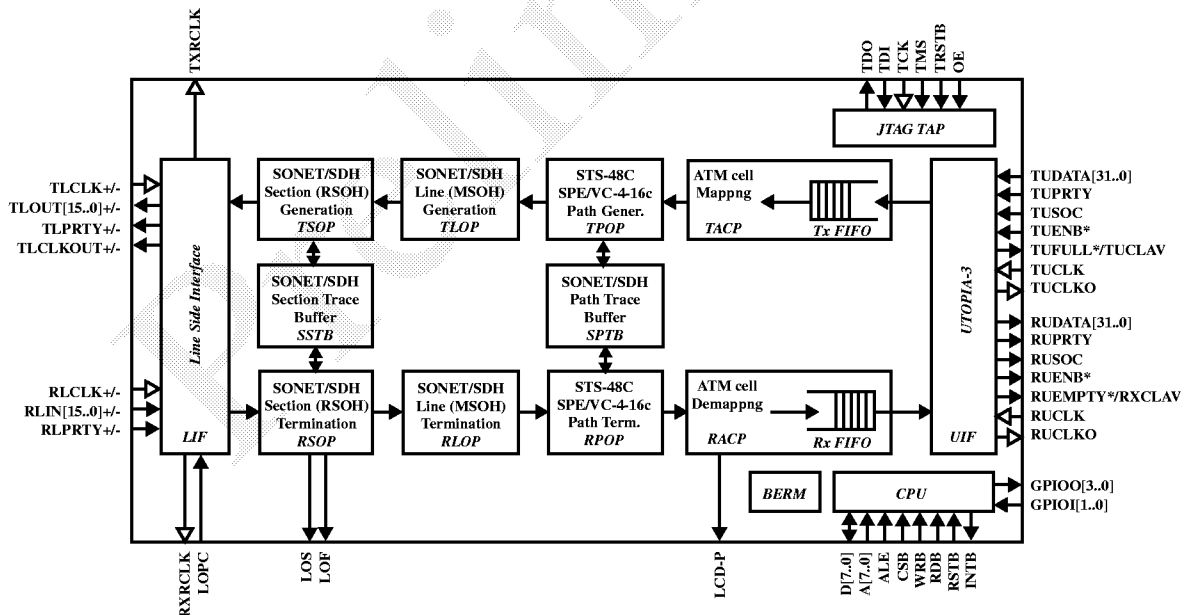 Prelim
TXRCLK
TDO
TDI
TCK
TMS
TRSTB
OE
JTAG TAP
TLCLK+/-
TLOUT[15..0]+/-
TLPRTY+/-
TLCLKOUT+/-
RLCLK+/-
RLIN[15..0]+/-
RLPRTY+/-
Line Side Interface
LIF
SONET/SDH
Section (RSOH)
Generation
TSOP
SONET/SDH
Line (MSOH)
Generation
TLOP
STS-48C
SPE/VC-4-16c
Path Gener.
TPOP
ATM cell
Mappng
TACP
Tx FIFO
SONET/SDH
Section Trace
Buffer
SSTB
SONET/SDH
Path Trace
Buffer
SPTB
SONET/SDH
Section (RSOH)
Termination
RSOP
SONET/SDH
Line (MSOH)
Termination
RLOP
STS-48C
SPE/VC-4-16c
Path Term.
RPOP
ATM cell
Demappng
RACP
Rx FIFO
UTOPIA-3
UIF
TUDATA[31..0]
TUPRTY
TUSOC
TUENB*
TUFULL*/TUCLAV
TUCLK
TUCLKO
RUDATA[31..0]
RUPRTY
RUSOC
RUENB*
RUEMPTY*/RXCLAV
RUCLK
RUCLKO
BERM
CPU
GPIOO[3..0]
GPIOI[1..0]
RXRCLK
LOPC
LOS
LOF
LCD-P
D[7..0]
A[7..0]
ALE
CSB
WRB
RDB
RSTB
INTB